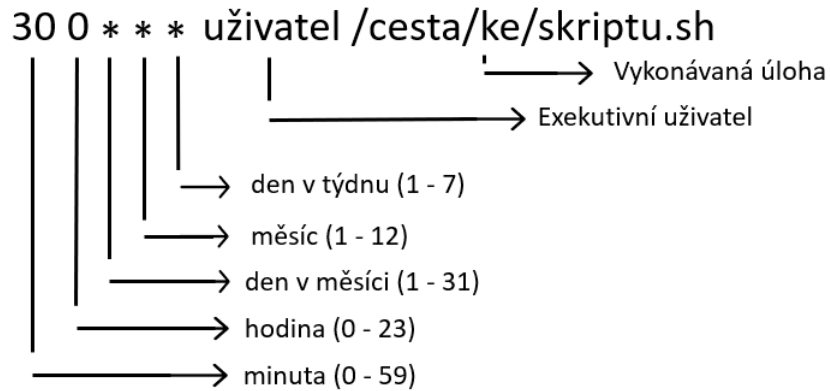 30 0 * * * uživatel /cesta/ke/skriptu.sh
Vykonávaná úloha
Exekutivní uživatel
den v týdnu (1 - 7)
měsíc (1 - 12)
den v měsíci (1 - 31)
hodina (0 - 23)
minuta (0 - 59)